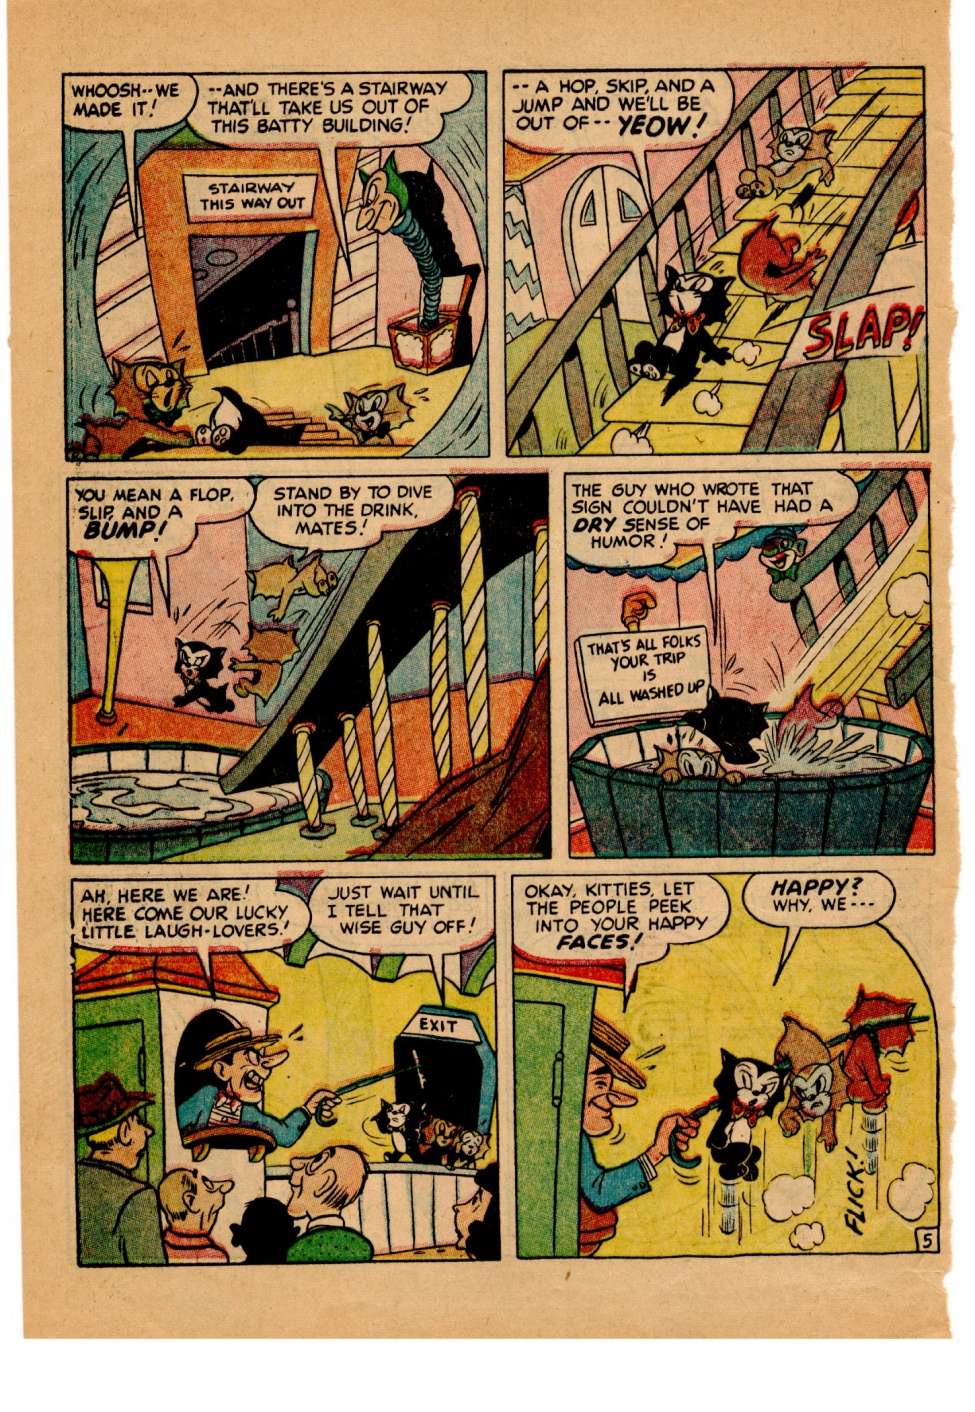 WHOOSH--WE
MADE IT!
--AND THERE'S A STAIRWAY
THAT'LL TAKE US OUT OF
THIS BATTY BUILDING!
STAIRWAY
THIS WAY OUT
-- A HOP, SKIP, AND A
JUMP AND WE'LL BE
OUT OF-- YEOW!
SLAP!
YOU MEAN A FLOP,
SLIP, AND A
BUMP!
STAND BY TO DIVE
INTO THE DRINK,
MATES!
THE GUY WHO WROTE THAT
SIGN COULDN'T HAVE HAD A
DRY SENSE OF
HUMOR!
THAT'S ALL FOLKS
YOUR TRIP
IS
ALL WASHED UP
AH, HERE WE ARE!
HERE COME OUR LUCKY
LITTLE LAUGH-LOVERS!
JUST WAIT UNTIL
I TELL THAT
WISE GUY OFF!
EXIT
OKAY, KITTIES, LET
THE PEOPLE PEEK
INTO YOUR HAPPY
FACES!
HAPPY?
WHY, WE---
FLICK!
5